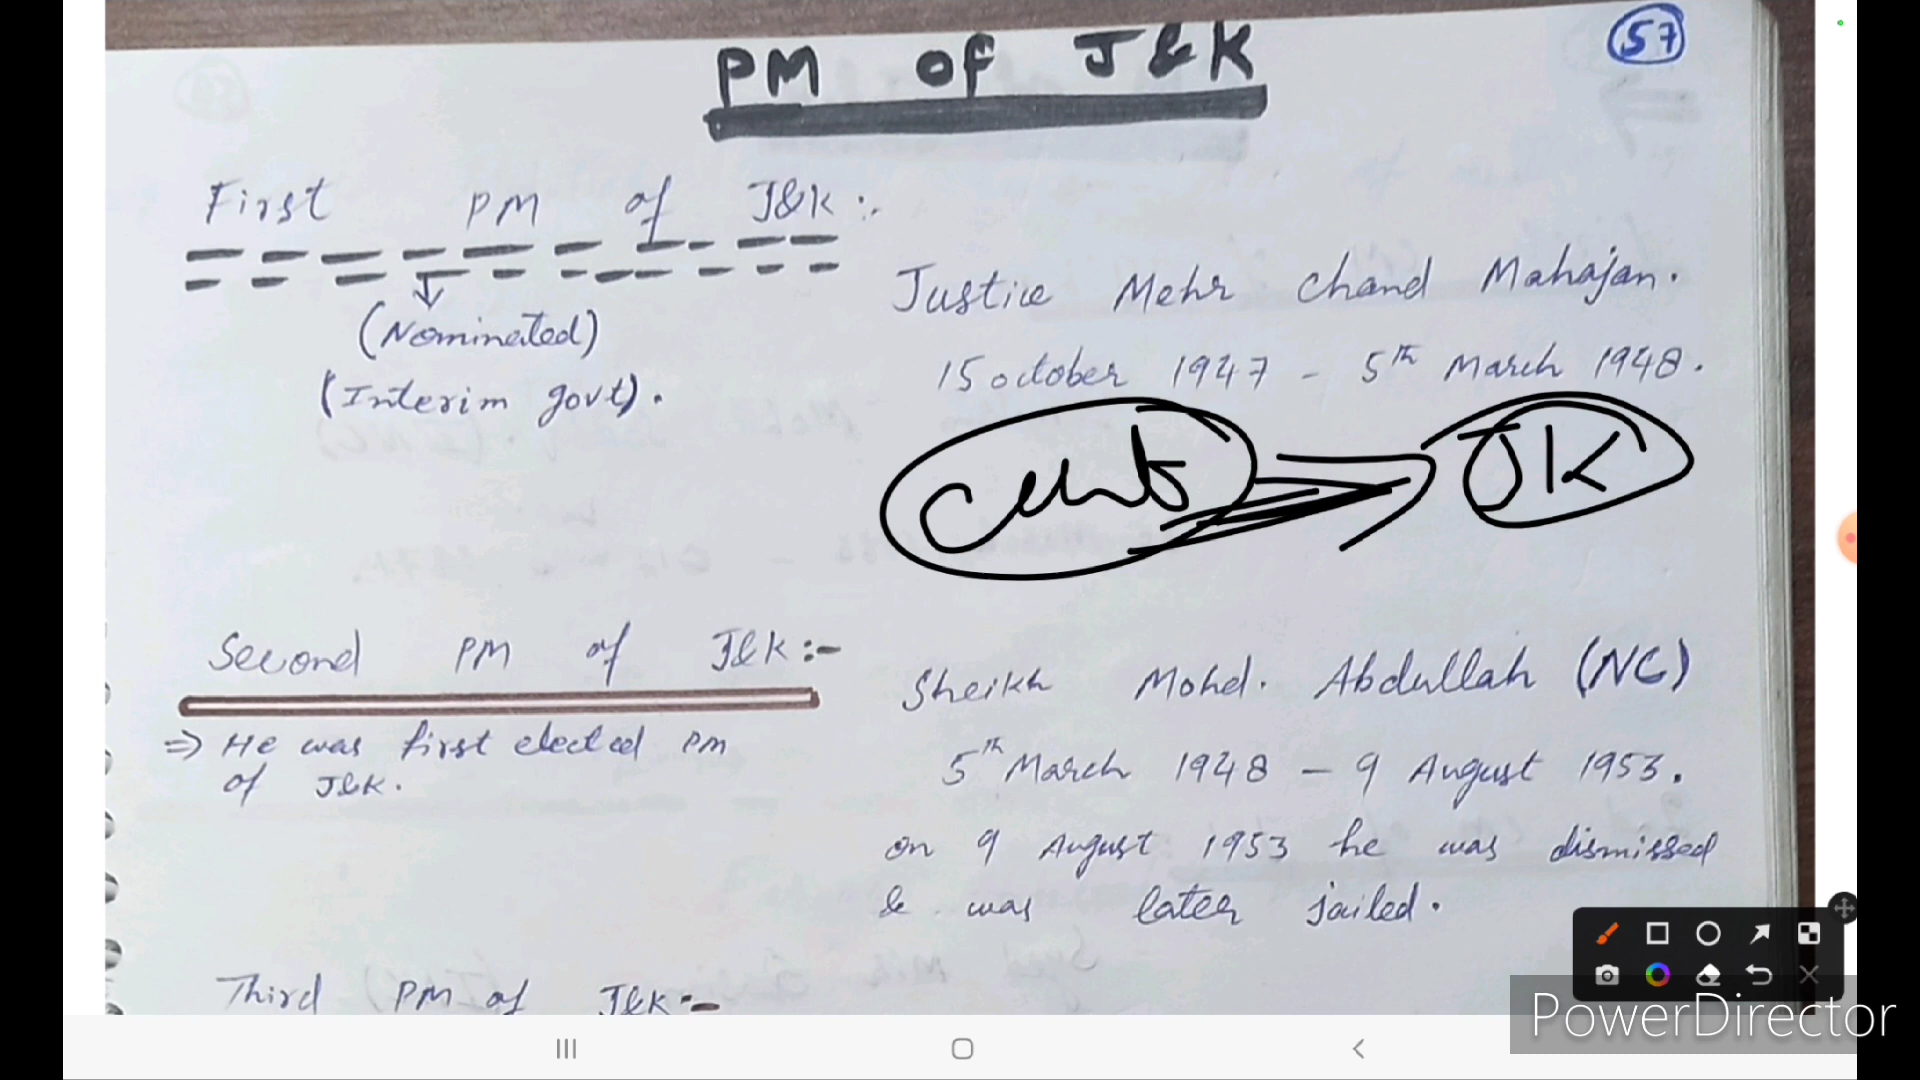 57
PM of J&K
First PM of J&K :-
(Nominated)
(Interim govt).
Justice Mehr Chand Mahajan.
15 october 1947 - 5th March 1948.
JK
Second PM of J&K :-
⇒ He was first elected PM
of J&K.
Sheikh Mohd. Abdullah (NC)
5th March 1948 - 9 August 1953.
on 9 August 1953 he was dismissed
& was later jailed.
Third PM of J&K :-
PowerDirector